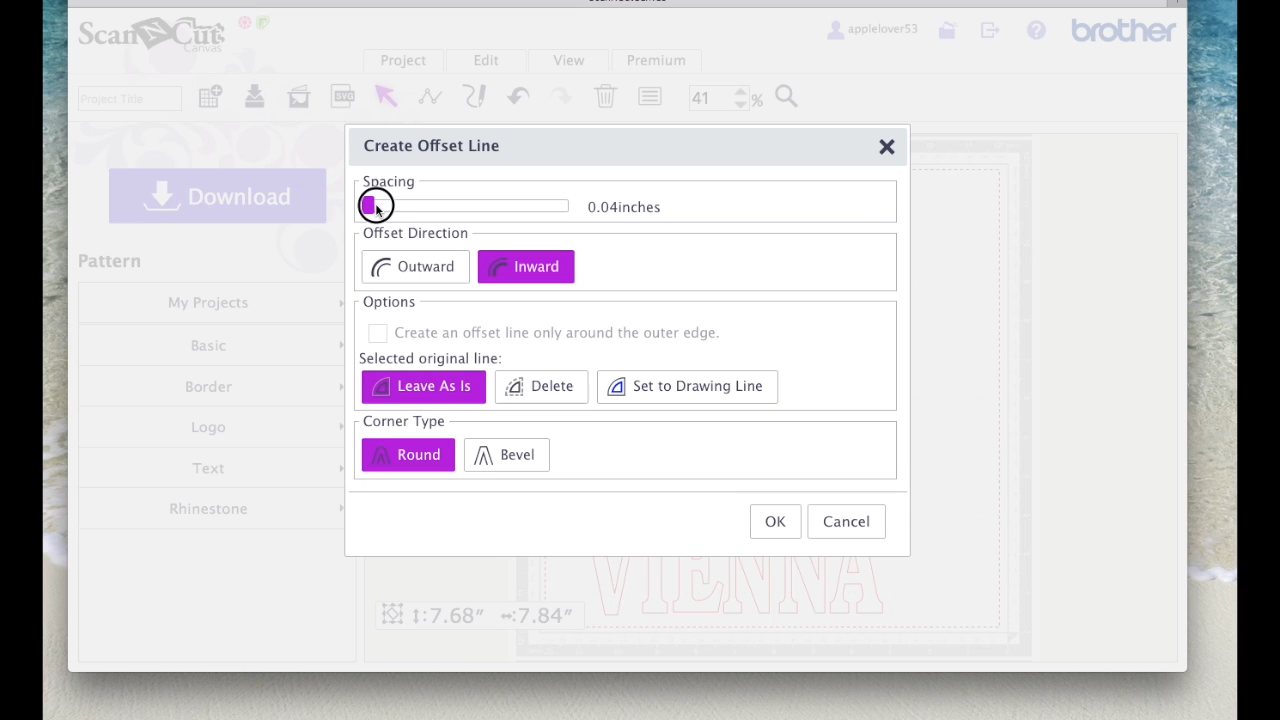 ScanNCutCanvas
ScanNCut
Canvas
applelover53
brother
Project Edit View Premium
Project Title
SVG
41 %
Create Offset Line
Download
Spacing
0.04inches
Offset Direction
Outward Inward
Pattern
Options
My Projects
Create an offset line only around the outer edge.
Basic
Selected original line:
Border
Leave As Is Delete Set to Drawing Line
Logo
Corner Type
Text
Round Bevel
Rhinestone
OK Cancel
VIENNA
7.68” 7.84”